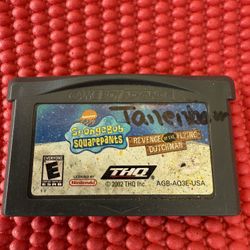 GAME BOY ADVANCE
nickelodeon
SpongeBob
SquarePants
REVENGE OF THE FLYING
DUTCHMAN
E
EVERYONE
LICENSED BY
Nintendo
THQ
© 2002 THQ Inc.
AGB-AQ3E-USA